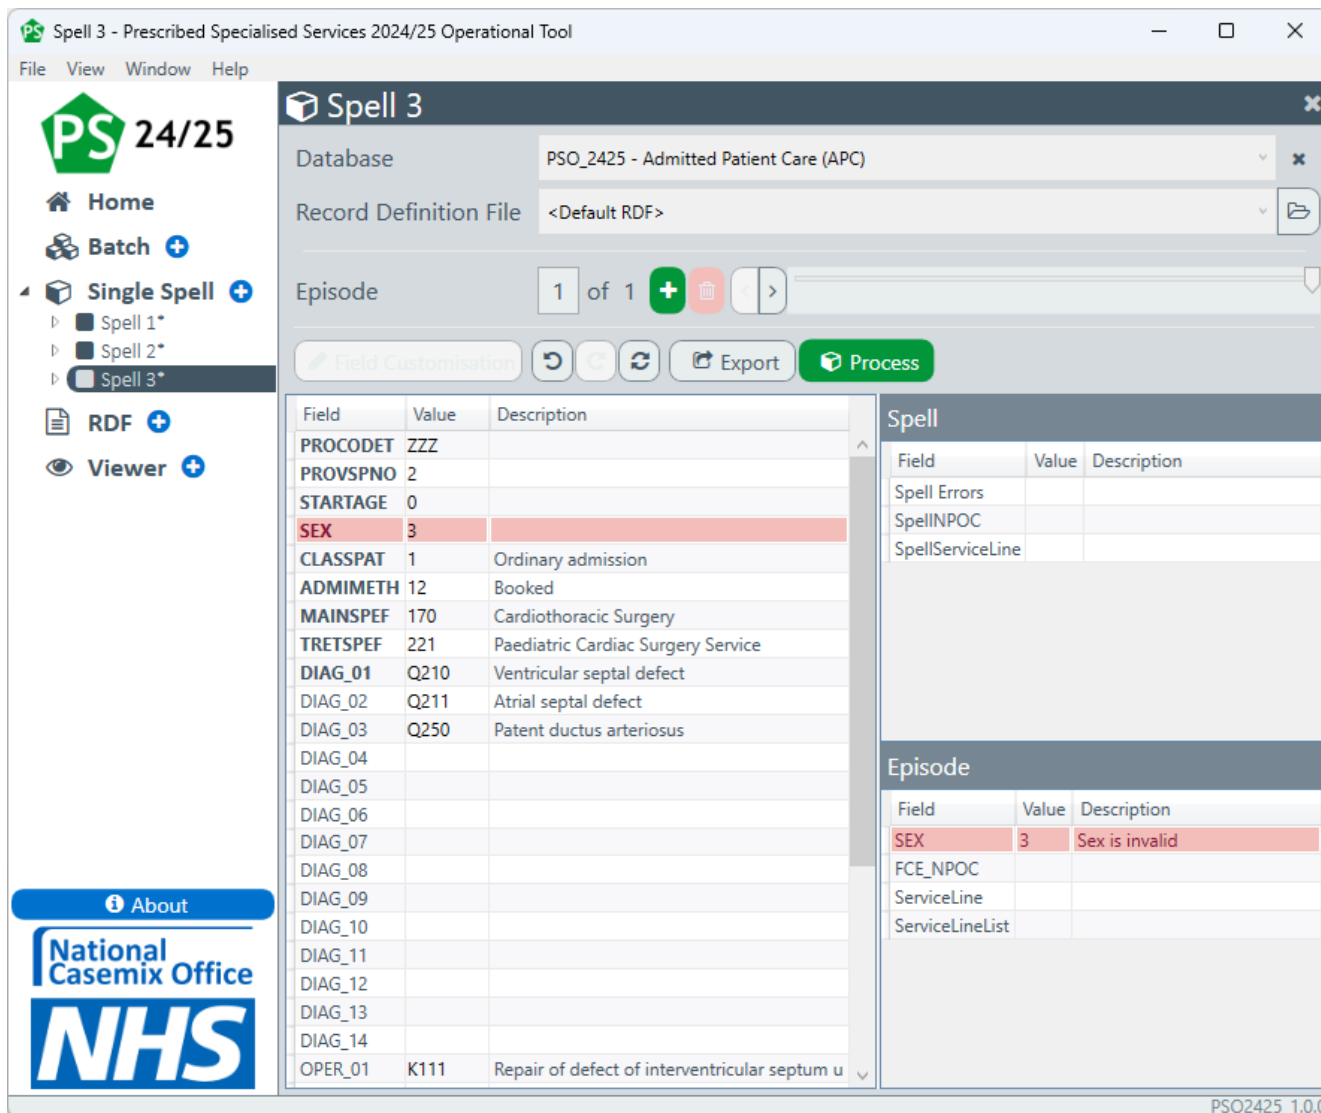 Spell 3 - Prescribed Specialised Services 2024/25 Operational Tool
File View Window Help
PS 24/25
Home
Batch
Single Spell
Spell 1*
Spell 2*
Spell 3*
RDF
Viewer
About
National
Casemix Office
NHS
Spell 3
Database PSO_2425 - Admitted Patient Care (APC)
Record Definition File <Default RDF>
Episode 1 of 1
Field Customisation Export Process
Field Value Description
PROCODET ZZZ
PROVSPNO 2
STARTAGE 0
SEX 3
CLASSPAT 1 Ordinary admission
ADMIMETH 12 Booked
MAINSPEF 170 Cardiothoracic Surgery
TRETSPEF 221 Paediatric Cardiac Surgery Service
DIAG_01 Q210 Ventricular septal defect
DIAG_02 Q211 Atrial septal defect
DIAG_03 Q250 Patent ductus arteriosus
DIAG_04
DIAG_05
DIAG_06
DIAG_07
DIAG_08
DIAG_09
DIAG_10
DIAG_11
DIAG_12
DIAG_13
DIAG_14
OPER_01 K111 Repair of defect of interventricular septum u
Spell
Field Value Description
Spell Errors
SpellNPOC
SpellServiceLine
Episode
Field Value Description
SEX 3 Sex is invalid
FCE_NPOC
ServiceLine
ServiceLineList
PSO2425 1.0.0